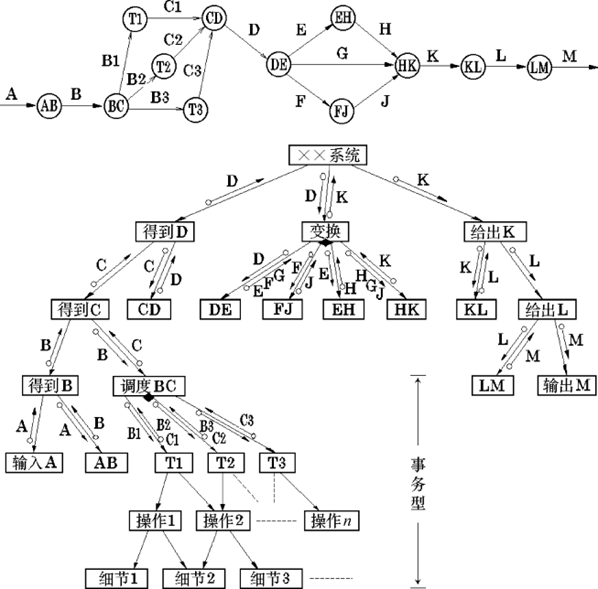 C1
T1 CD D EH
E H
C2
B1 T2 G
B2 C3 DE HK K KL L LM M
A AB B BC B3 T3 F FJ J
××系统
D D K K
得到D 变换 给出K
C C D D E F G F J E H H G J K K L L
得到C CD DE FJ EH HK KL 给出L
B B C L M M
得到B 调度BC LM 输出M
A A B B1 B2 C1 B3 C2 C3
输入A AB T1 T2 T3
事务型
操作1 操作2 操作n
细节1 细节2 细节3